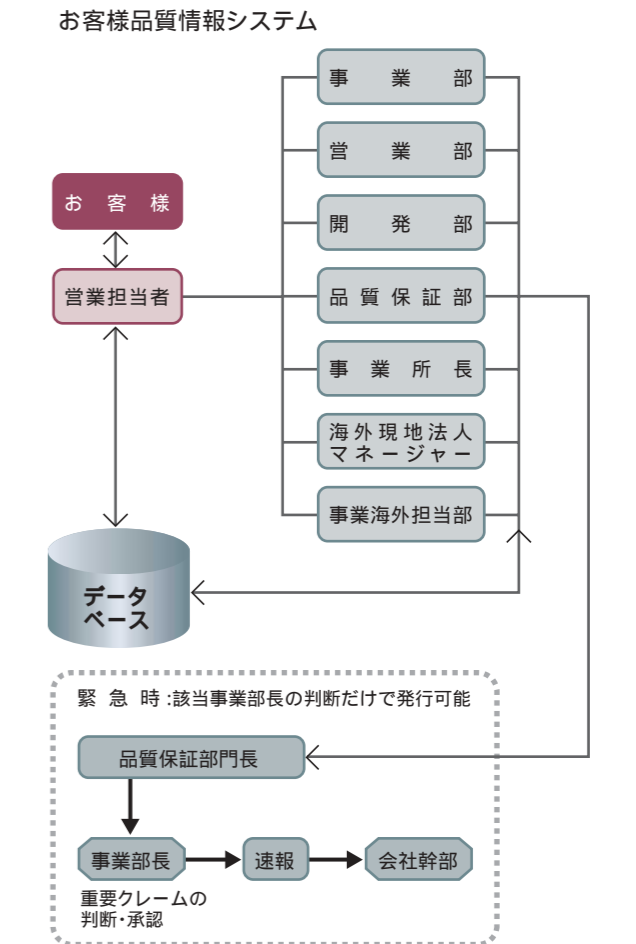 お客様品質情報システム
事業部
営業部
お客様
開発部
営業担当者
品質保証部
事業所長
海外現地法人
マネージャー
事業海外担当部
データ
ベース
緊急時:該当事業部長の判断だけで発行可能
品質保証部門長
事業部長
速報
会社幹部
重要クレームの
判断・承認